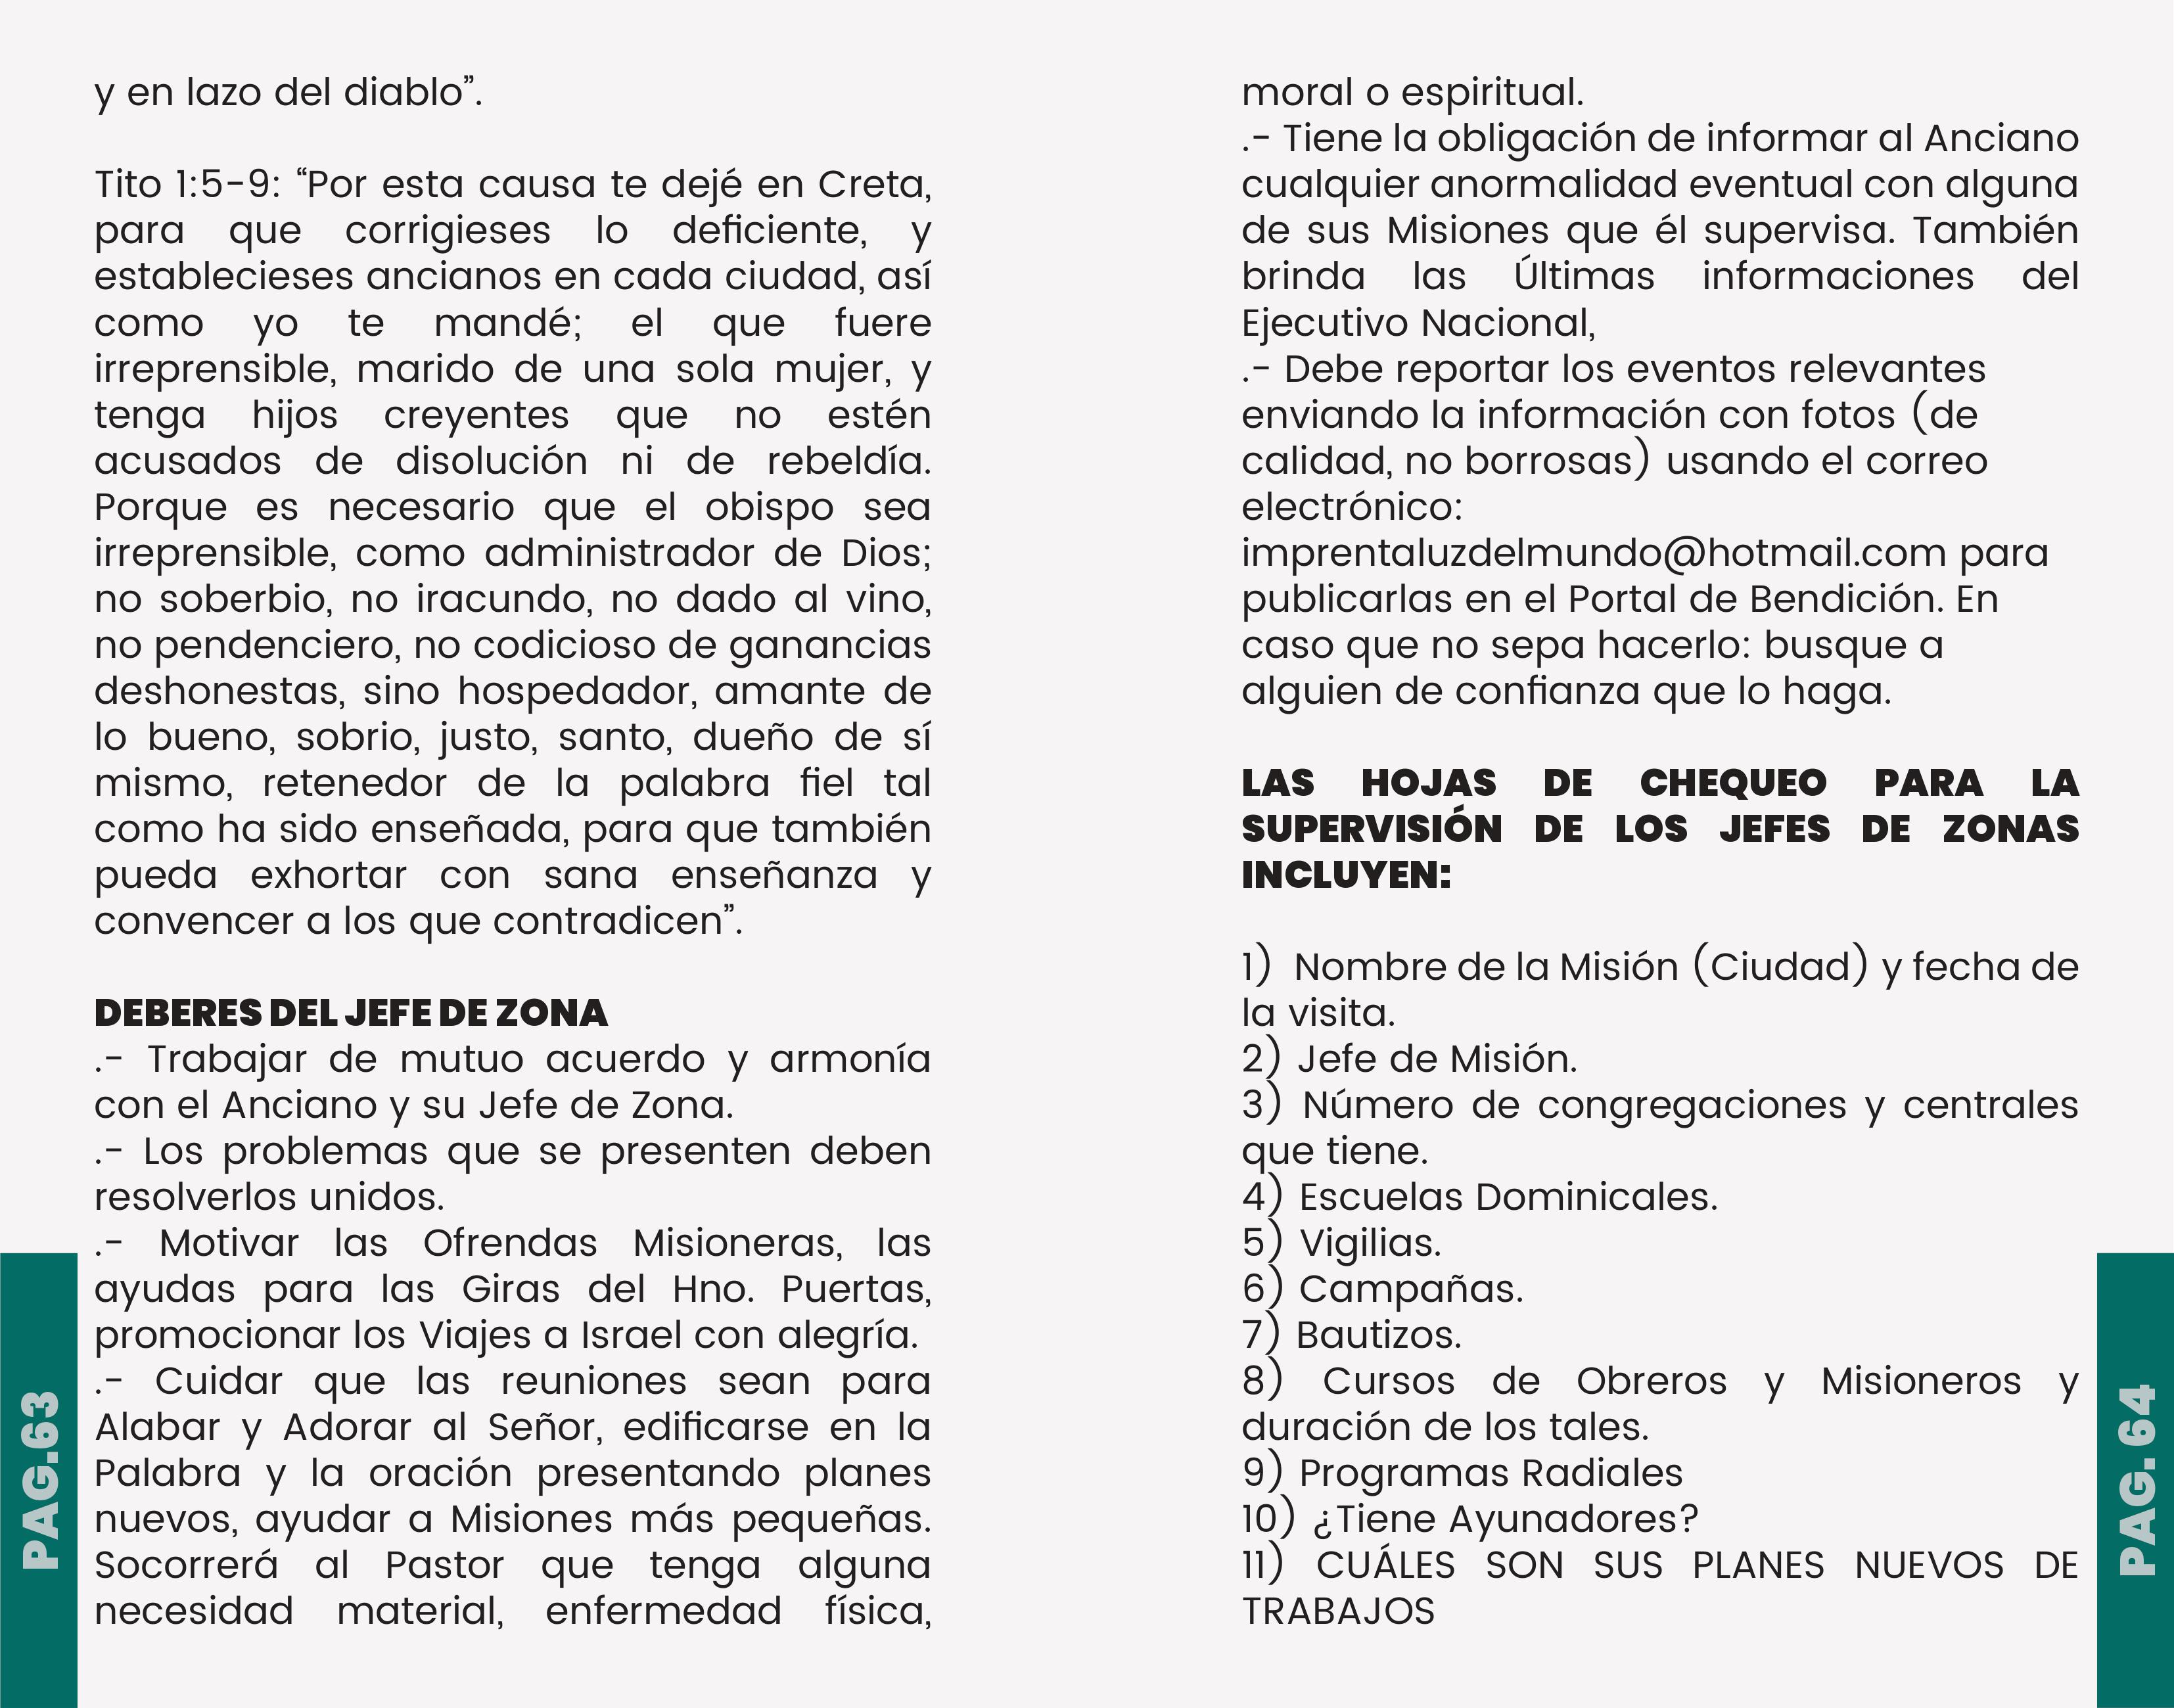 y en lazo del diablo”.
Tito 1:5-9: “Por esta causa te dejé en Creta,
para que corrigieses lo deficiente, y
establecieses ancianos en cada ciudad, así
como yo te mandé; el que fuere
irreprensible, marido de una sola mujer, y
tenga hijos creyentes que no estén
acusados de disolución ni de rebeldía.
Porque es necesario que el obispo sea
irreprensible, como administrador de Dios;
no soberbio, no iracundo, no dado al vino,
no pendenciero, no codicioso de ganancias
deshonestas, sino hospedador, amante de
lo bueno, sobrio, justo, santo, dueño de sí
mismo, retenedor de la palabra fiel tal
como ha sido enseñada, para que también
pueda exhortar con sana enseñanza y
convencer a los que contradicen”.
DEBERES DEL JEFE DE ZONA
.- Trabajar de mutuo acuerdo y armonía
con el Anciano y su Jefe de Zona.
.- Los problemas que se presenten deben
resolverlos unidos.
.- Motivar las Ofrendas Misioneras, las
ayudas para las Giras del Hno. Puertas,
promocionar los Viajes a Israel con alegría.
.- Cuidar que las reuniones sean para
Alabar y Adorar al Señor, edificarse en la
Palabra y la oración presentando planes
nuevos, ayudar a Misiones más pequeñas.
Socorrerá al Pastor que tenga alguna
necesidad material, enfermedad física,
PAG.63
moral o espiritual.
.- Tiene la obligación de informar al Anciano
cualquier anormalidad eventual con alguna
de sus Misiones que él supervisa. También
brinda las Últimas informaciones del
Ejecutivo Nacional,
.- Debe reportar los eventos relevantes
enviando la información con fotos (de
calidad, no borrosas) usando el correo
electrónico:
imprentaluzdelmundo@hotmail.com para
publicarlas en el Portal de Bendición. En
caso que no sepa hacerlo: busque a
alguien de confianza que lo haga.
LAS HOJAS DE CHEQUEO PARA LA
SUPERVISIÓN DE LOS JEFES DE ZONAS
INCLUYEN:
1) Nombre de la Misión (Ciudad) y fecha de
la visita.
2) Jefe de Misión.
3) Número de congregaciones y centrales
que tiene.
4) Escuelas Dominicales.
5) Vigilias.
6) Campañas.
7) Bautizos.
8) Cursos de Obreros y Misioneros y
duración de los tales.
9) Programas Radiales
10) ¿Tiene Ayunadores?
11) CUÁLES SON SUS PLANES NUEVOS DE
TRABAJOS
PAG. 64